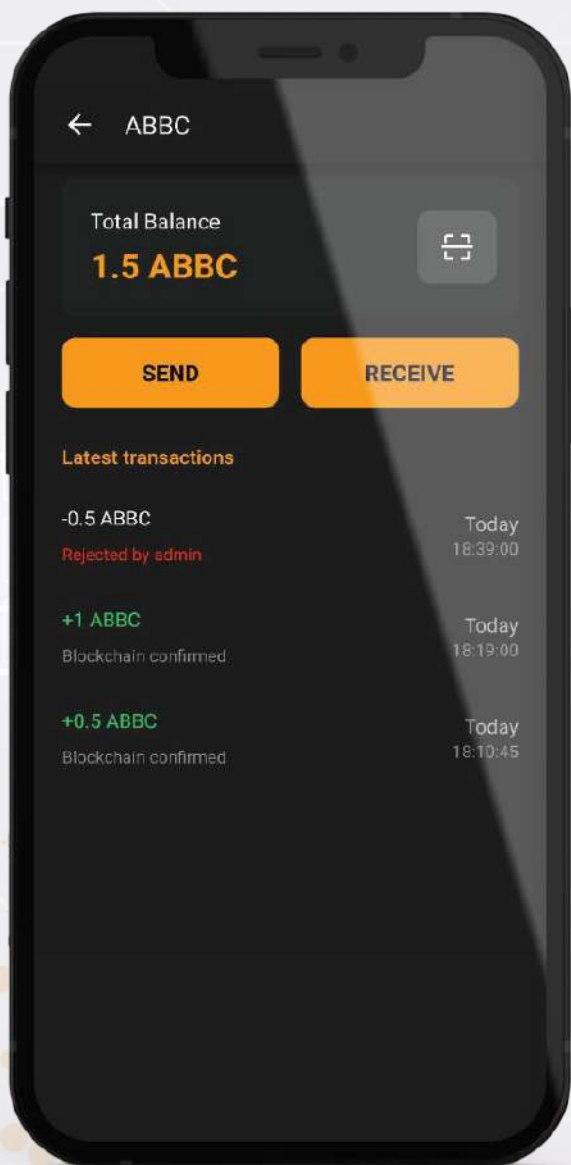 ABBC
Total Balance
1.5 ABBC
SEND
RECEIVE
Latest transactions
-0.5 ABBC
Today
Rejected by admin
18:39:00
+1 ABBC
Today
Blockchain confirmed
18:19:00
+0.5 ABBC
Today
Blockchain confirmed
18:10:45